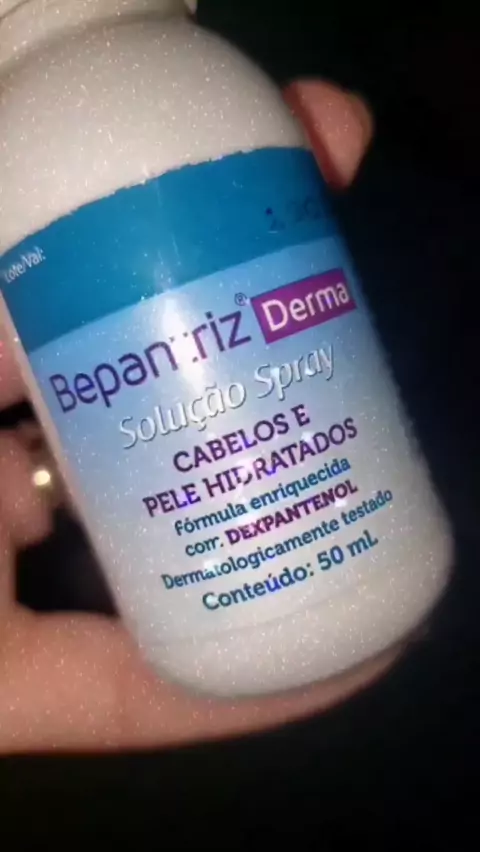 Lote/Val:
Bepantriz® Derma
Solução Spray
CABELOS E
PELE HIDRATADOS
fórmula enriquecida
com DEXPANTENOL
Dermatologicamente testado
Conteúdo: 50 mL